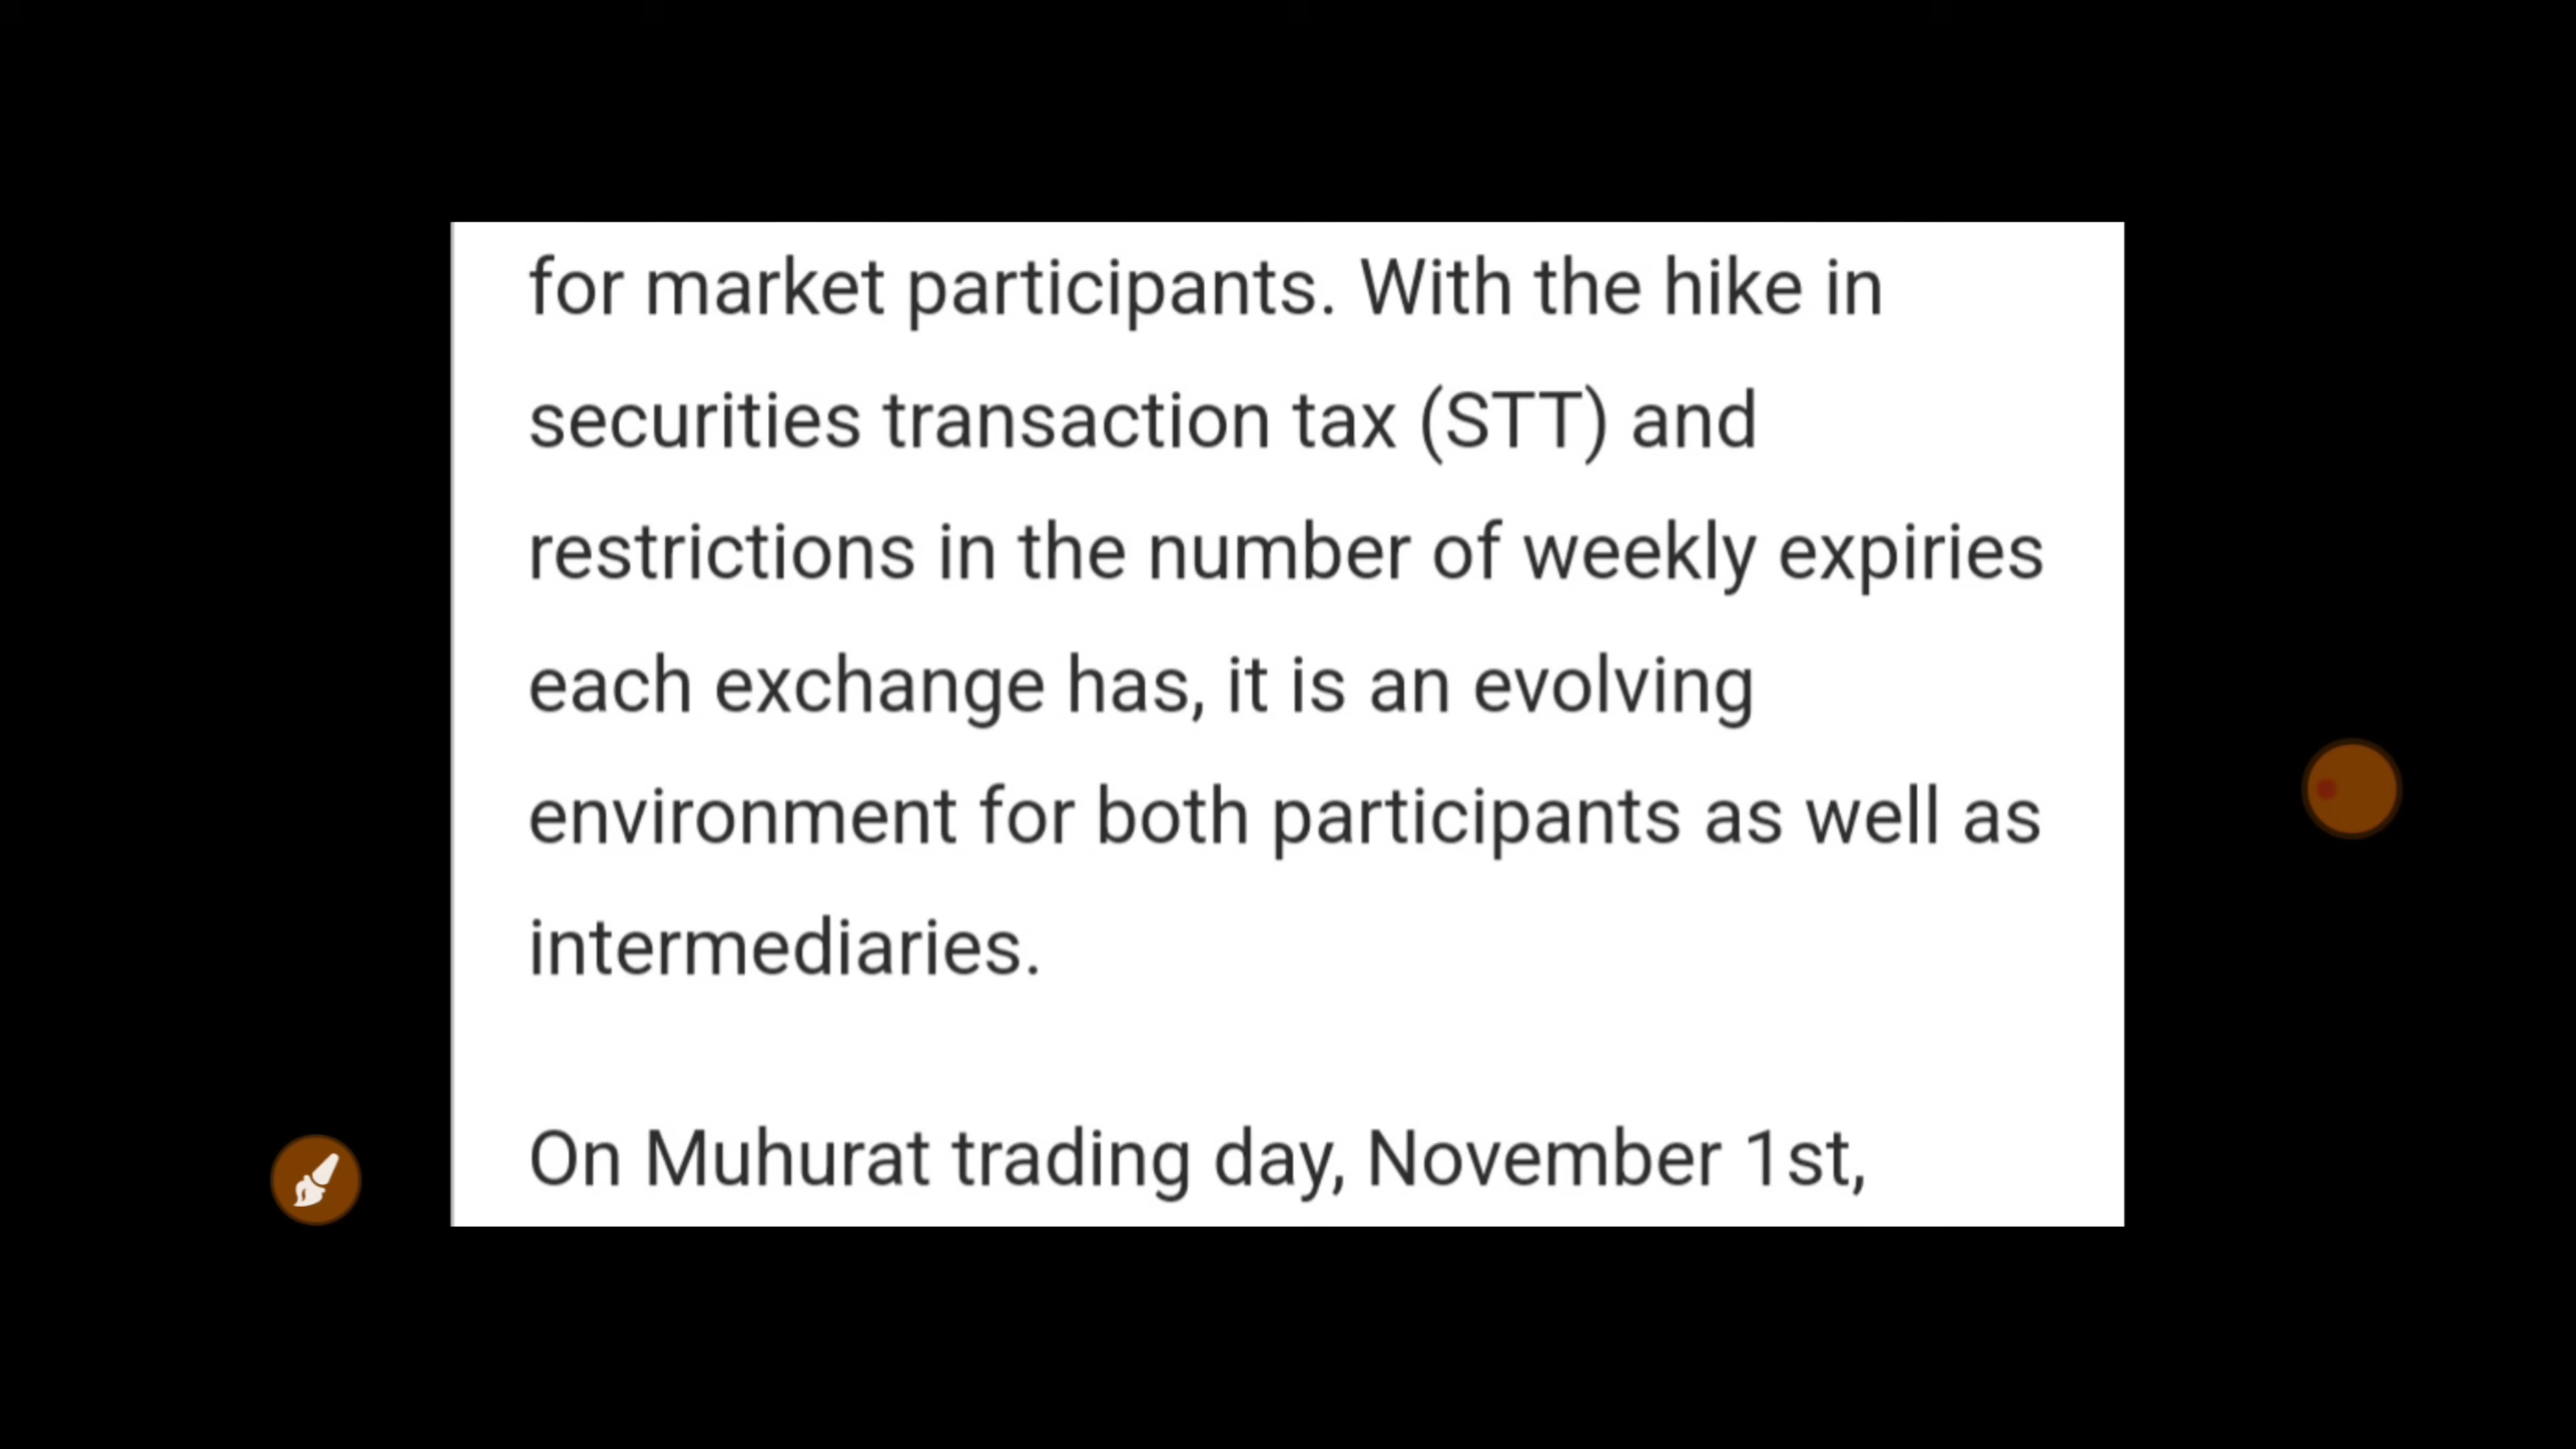 for market participants. With the hike in
securities transaction tax (STT) and
restrictions in the number of weekly expiries
each exchange has, it is an evolving
environment for both participants as well as
intermediaries.
On Muhurat trading day, November 1st,